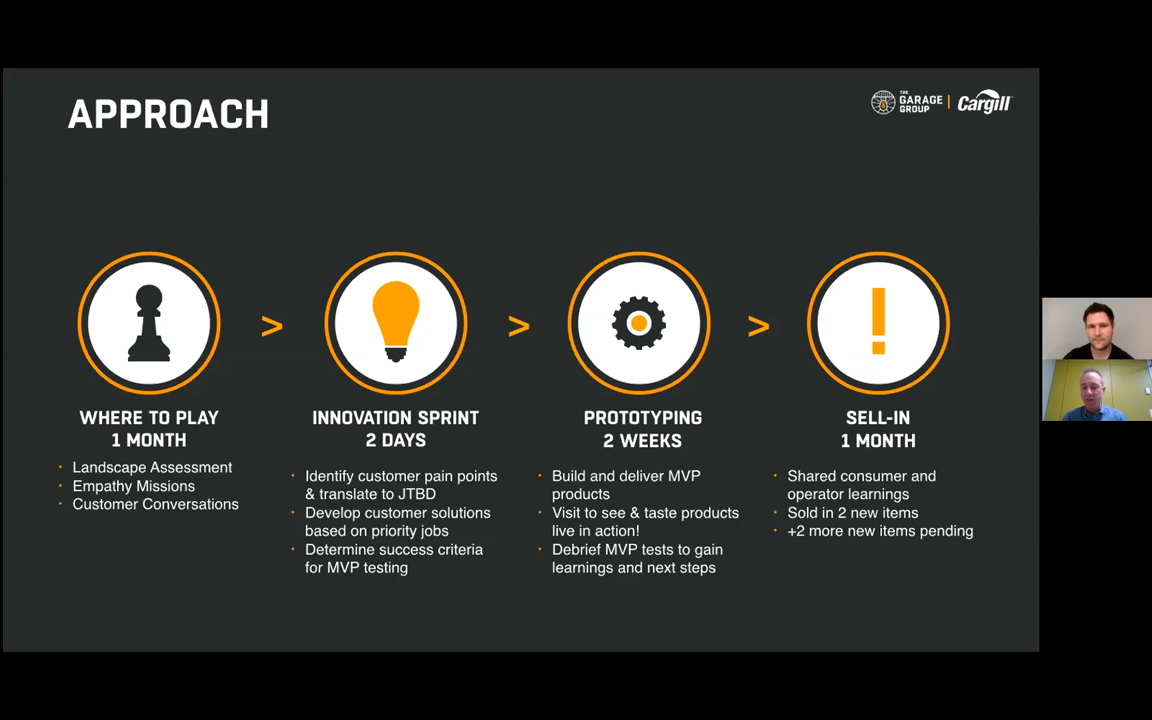 APPROACH
THE
GARAGE
GROUP
Cargill™
>
>
>
WHERE TO PLAY
1 MONTH
· Landscape Assessment
· Empathy Missions
· Customer Conversations
INNOVATION SPRINT
2 DAYS
· Identify customer pain points
& translate to JTBD
· Develop customer solutions
based on priority jobs
· Determine success criteria
for MVP testing
PROTOTYPING
2 WEEKS
· Build and deliver MVP
products
· Visit to see & taste products
live in action!
· Debrief MVP tests to gain
learnings and next steps
!
SELL-IN
1 MONTH
· Shared consumer and
operator learnings
· Sold in 2 new items
· +2 more new items pending